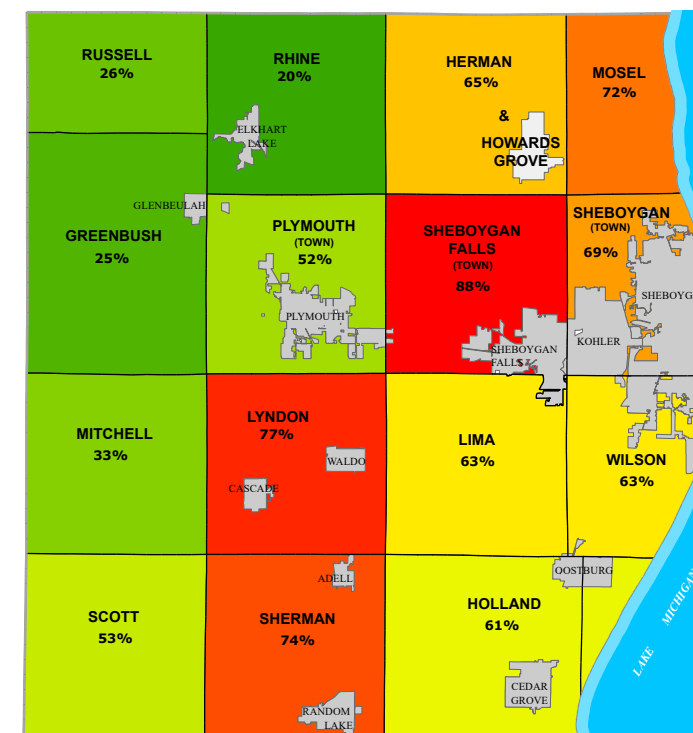 RUSSELL
26%
RHINE
20%
HERMAN
65%
&
HOWARDS
GROVE
MOSEL
72%
ELKHART
LAKE
GLENBEULAH
GREENBUSH
25%
PLYMOUTH
(TOWN)
52%
PLYMOUTH
SHEBOYGAN
FALLS
(TOWN)
88%
SHEBOYGAN
FALLS
SHEBOYGAN
(TOWN)
69%
SHEBOYG
KOHLER
MITCHELL
33%
LYNDON
77%
WALDO
CASCADE
LIMA
63%
WILSON
63%
SCOTT
53%
ADELL
SHERMAN
74%
RANDOM
LAKE
HOLLAND
61%
OOSTBURG
CEDAR
GROVE
LAKE MICHIGAN